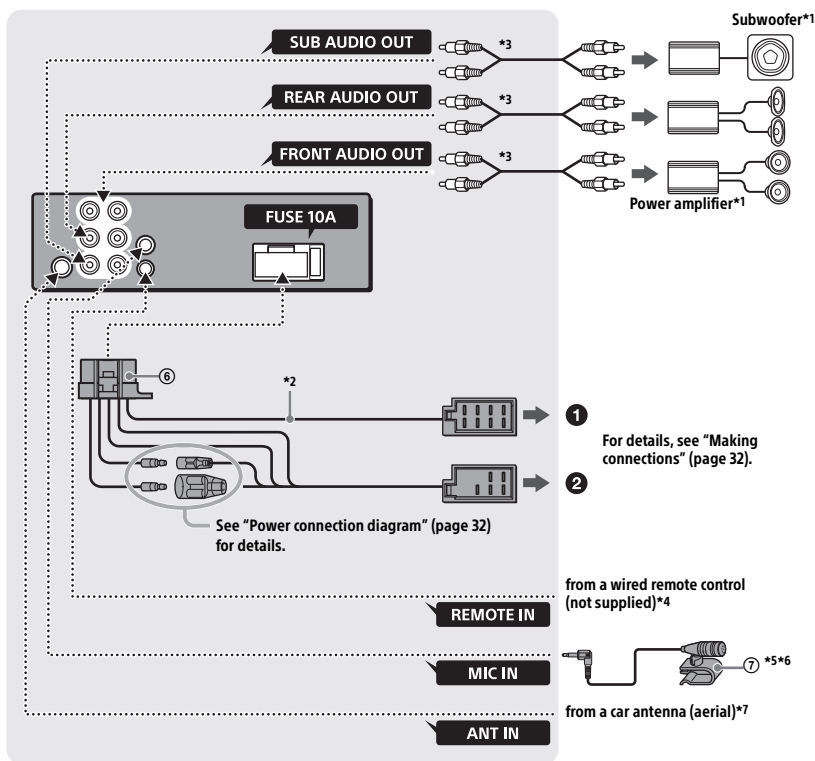 Subwoofer*1
SUB AUDIO OUT
*3
REAR AUDIO OUT
*3
FRONT AUDIO OUT
*3
Power amplifier*1
FUSE 10A
⑥
*2
❶
For details, see “Making
connections” (page 32).
❷
See “Power connection diagram” (page 32)
for details.
from a wired remote control
(not supplied)*4
REMOTE IN
⑦ *5*6
MIC IN
from a car antenna (aerial)*7
ANT IN